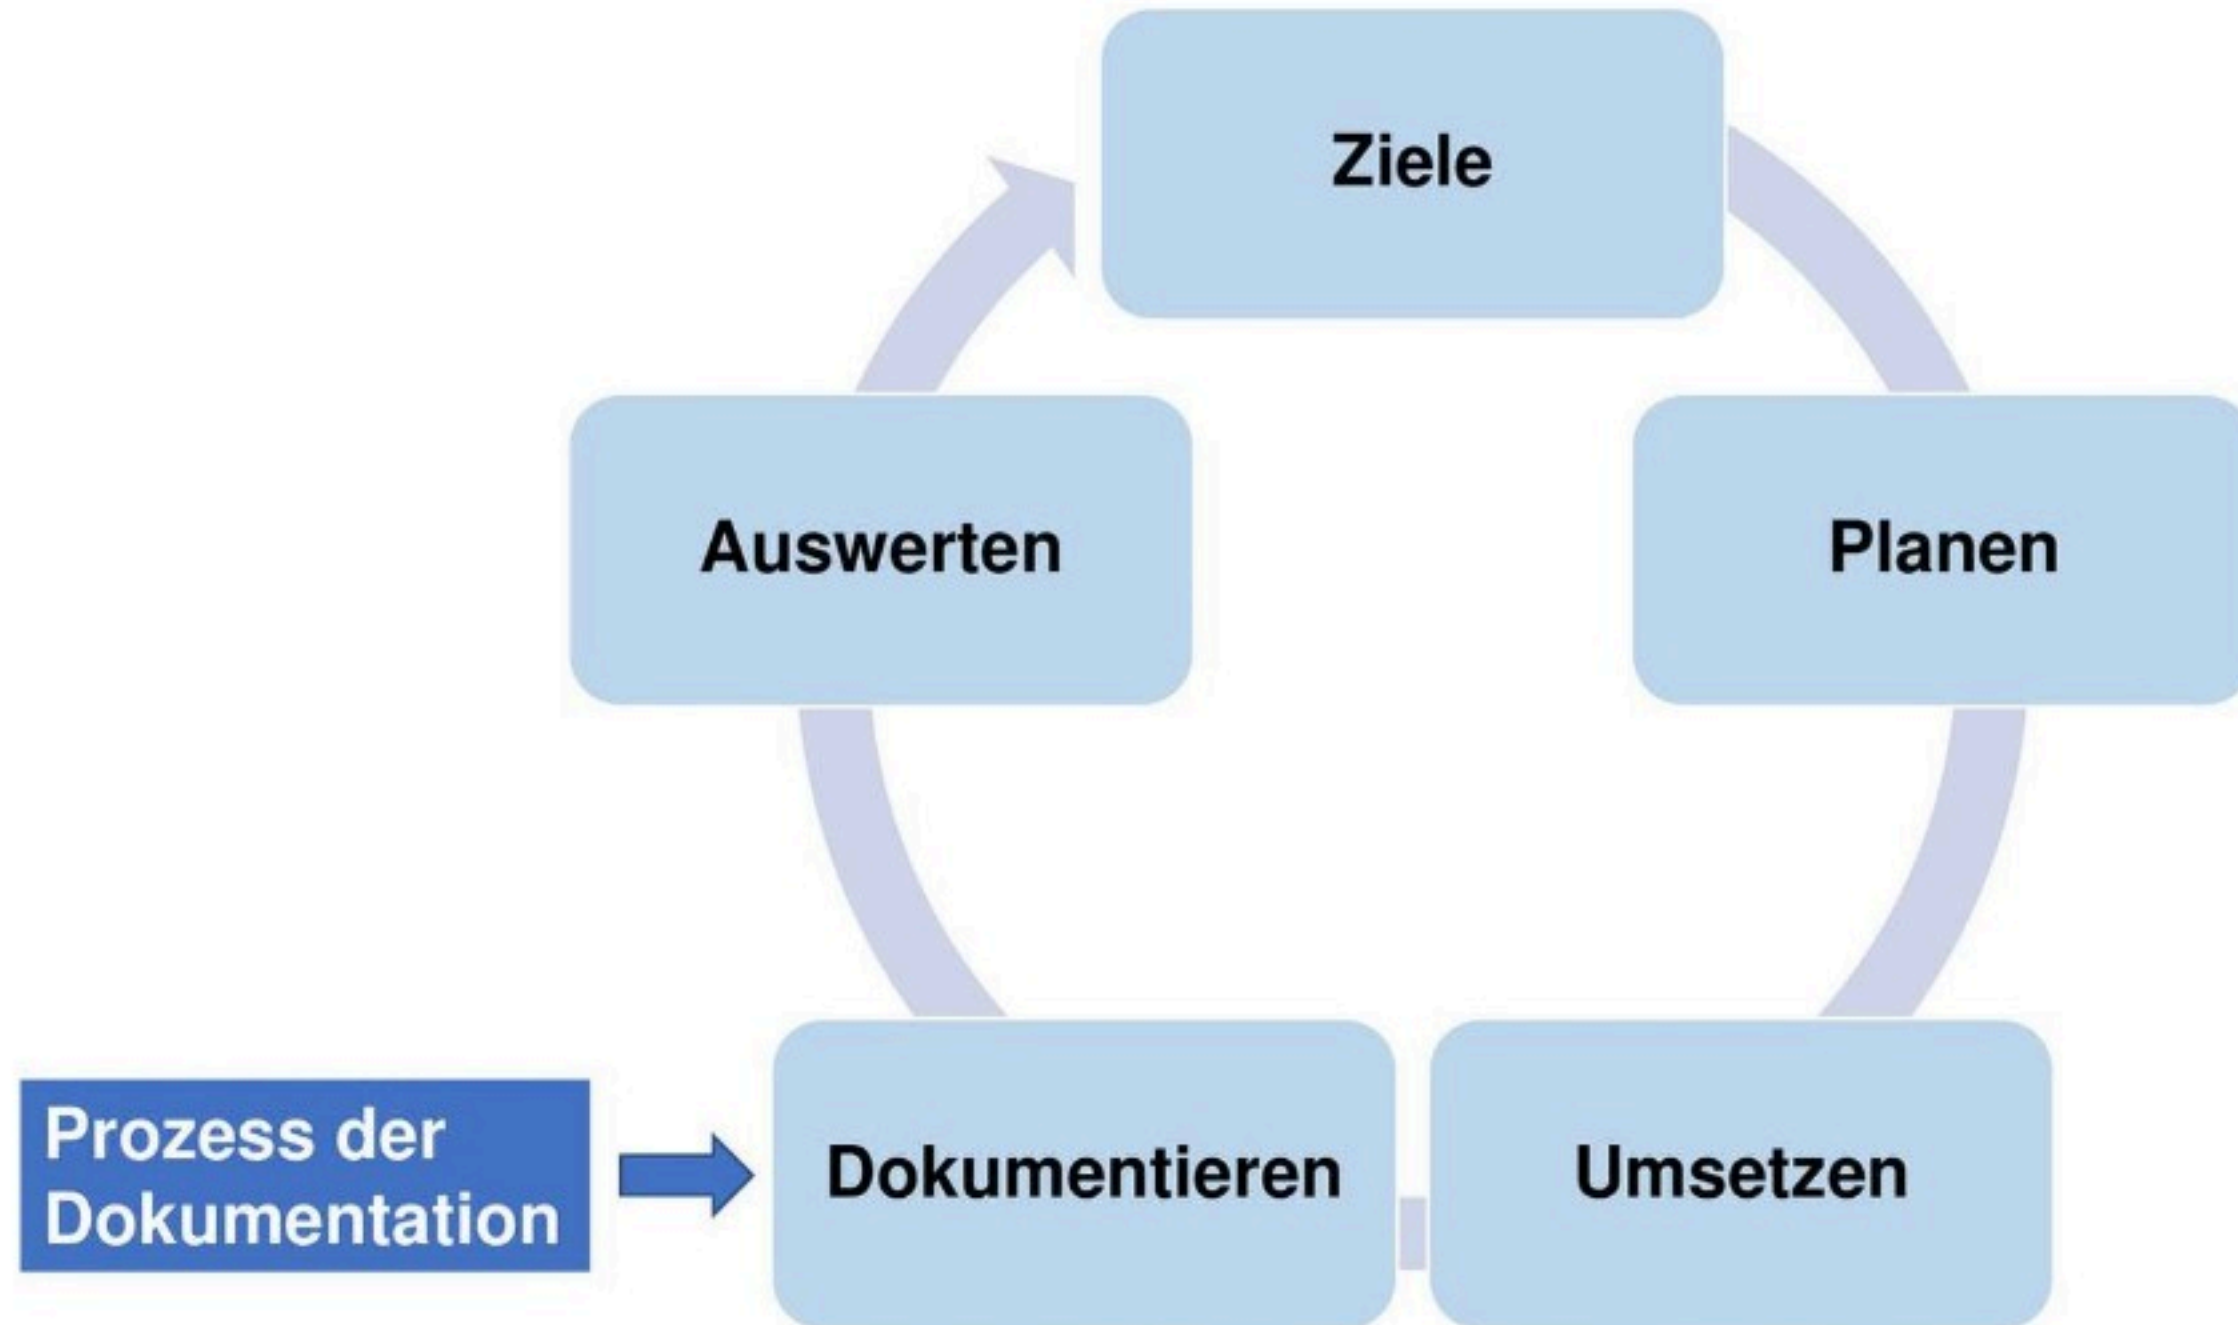 Ziele
Auswerten
Planen
Prozess der
Dokumentation
Dokumentieren
Umsetzen